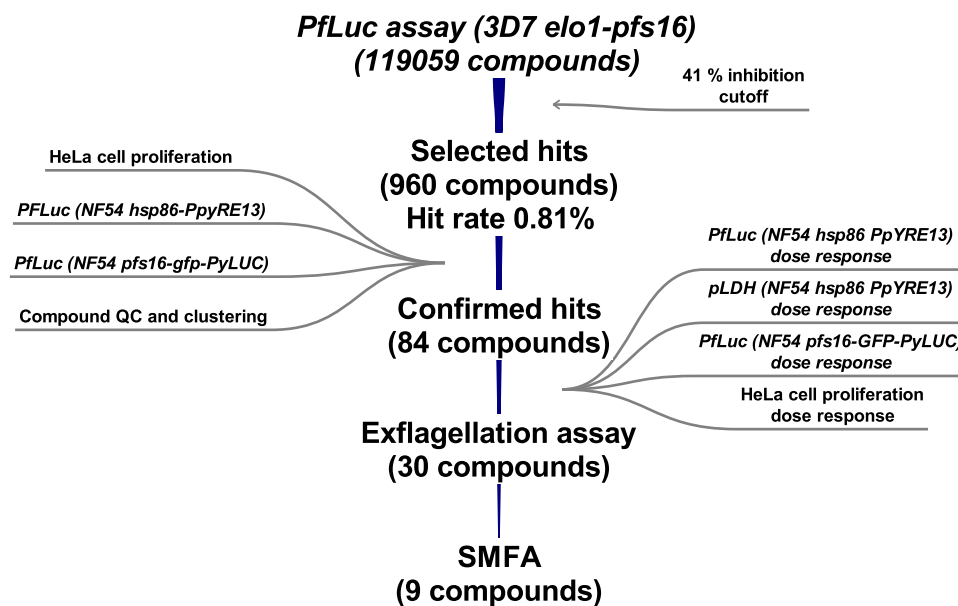 PfLuc assay (3D7 elo1-pfs16)
(119059 compounds)
41 % inhibition
cutoff
Selected hits
(960 compounds)
Hit rate 0.81%
HeLa cell proliferation
PFLuc (NF54 hsp86-PpyRE13)
PfLuc (NF54 pfs16-gfp-PyLUC)
Compound QC and clustering
Confirmed hits
(84 compounds)
PfLuc (NF54 hsp86 PpYRE13)
dose response
pLDH (NF54 hsp86 PpYRE13)
dose response
PfLuc (NF54 pfs16-GFP-PyLUC)
dose response
HeLa cell proliferation
dose response
Exflagellation assay
(30 compounds)
SMFA
(9 compounds)